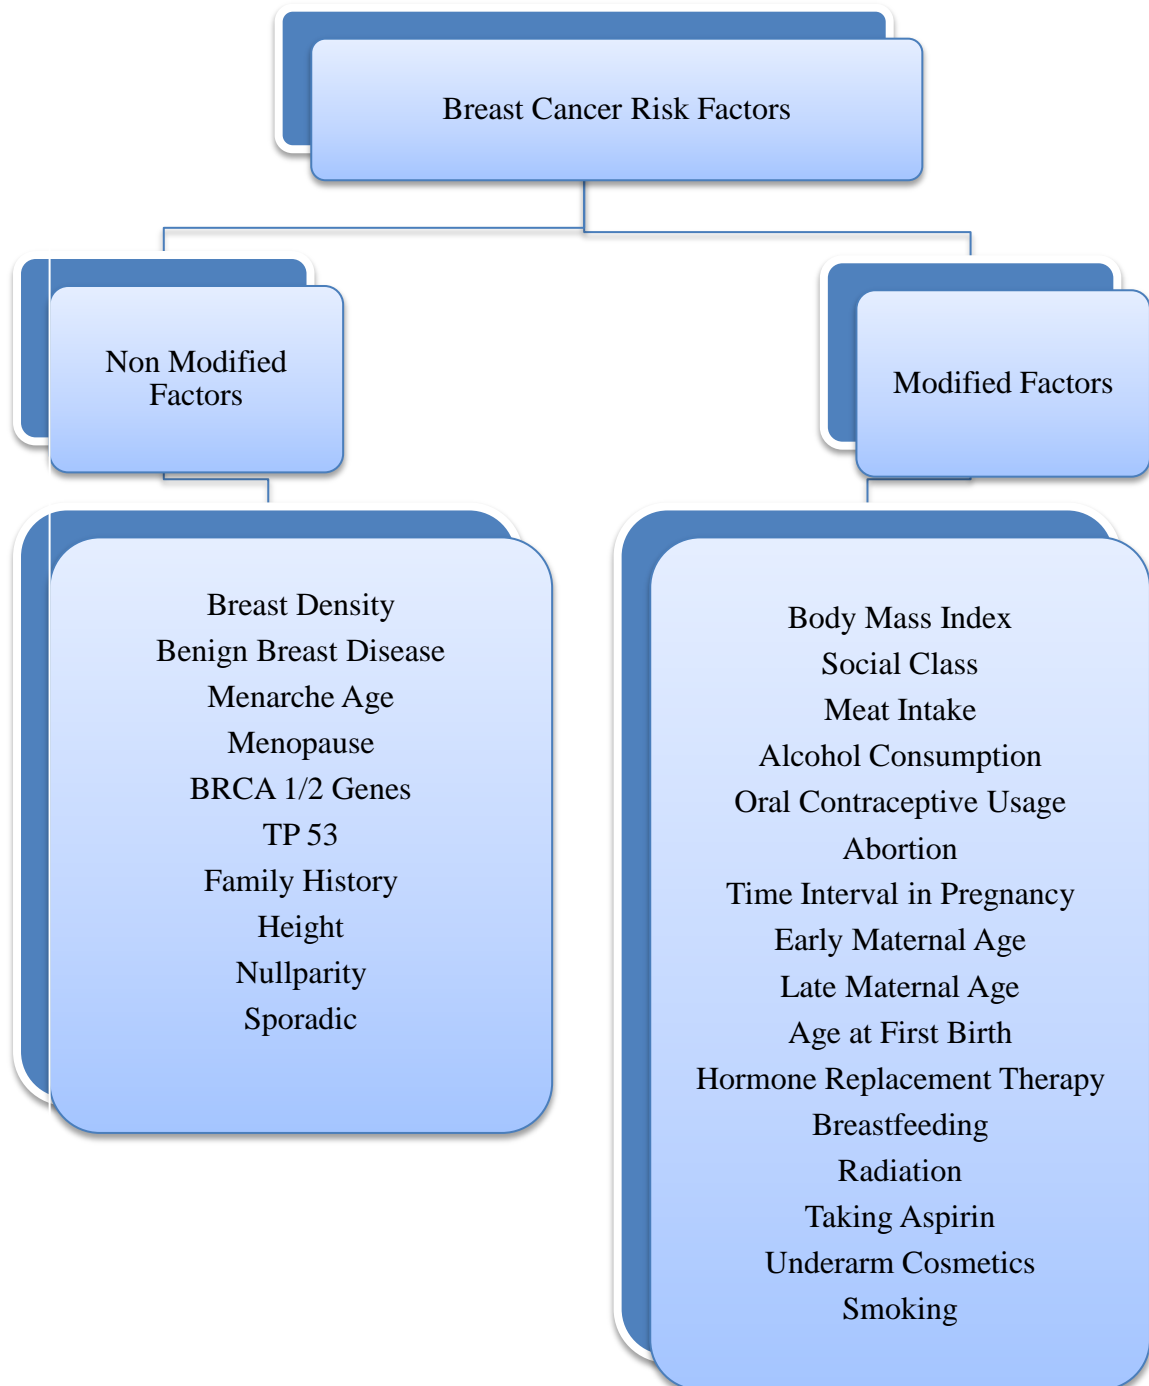 Breast Cancer Risk Factors
Non Modified
Factors
Modified Factors
Breast Density
Benign Breast Disease
Menarche Age
Menopause
BRCA 1/2 Genes
TP 53
Family History
Height
Nullparity
Sporadic
Body Mass Index
Social Class
Meat Intake
Alcohol Consumption
Oral Contraceptive Usage
Abortion
Time Interval in Pregnancy
Early Maternal Age
Late Maternal Age
Age at First Birth
Hormone Replacement Therapy
Breastfeeding
Radiation
Taking Aspirin
Underarm Cosmetics
Smoking